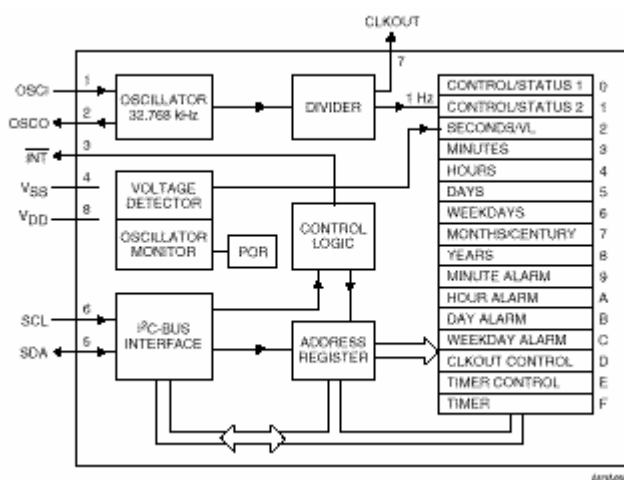 CLKOUT
7
OSCI
1
OSCILLATOR
32.768 kHz
DIVIDER
1 Hz
OSCO
2
INT
3
VSS
4
VOLTAGE
DETECTOR
CONTROL
LOGIC
VDD
8
OSCILLATOR
MONITOR
POR
SCL
6
I²C-BUS
INTERFACE
ADDRESS
REGISTER
SDA
5
CONTROL/STATUS 1 0
CONTROL/STATUS 2 1
SECONDS/VL 2
MINUTES 3
HOURS 4
DAYS 5
WEEKDAYS 6
MONTHS/CENTURY 7
YEARS 8
MINUTE ALARM 9
HOUR ALARM A
DAY ALARM B
WEEKDAY ALARM C
CLKOUT CONTROL D
TIMER CONTROL E
TIMER F